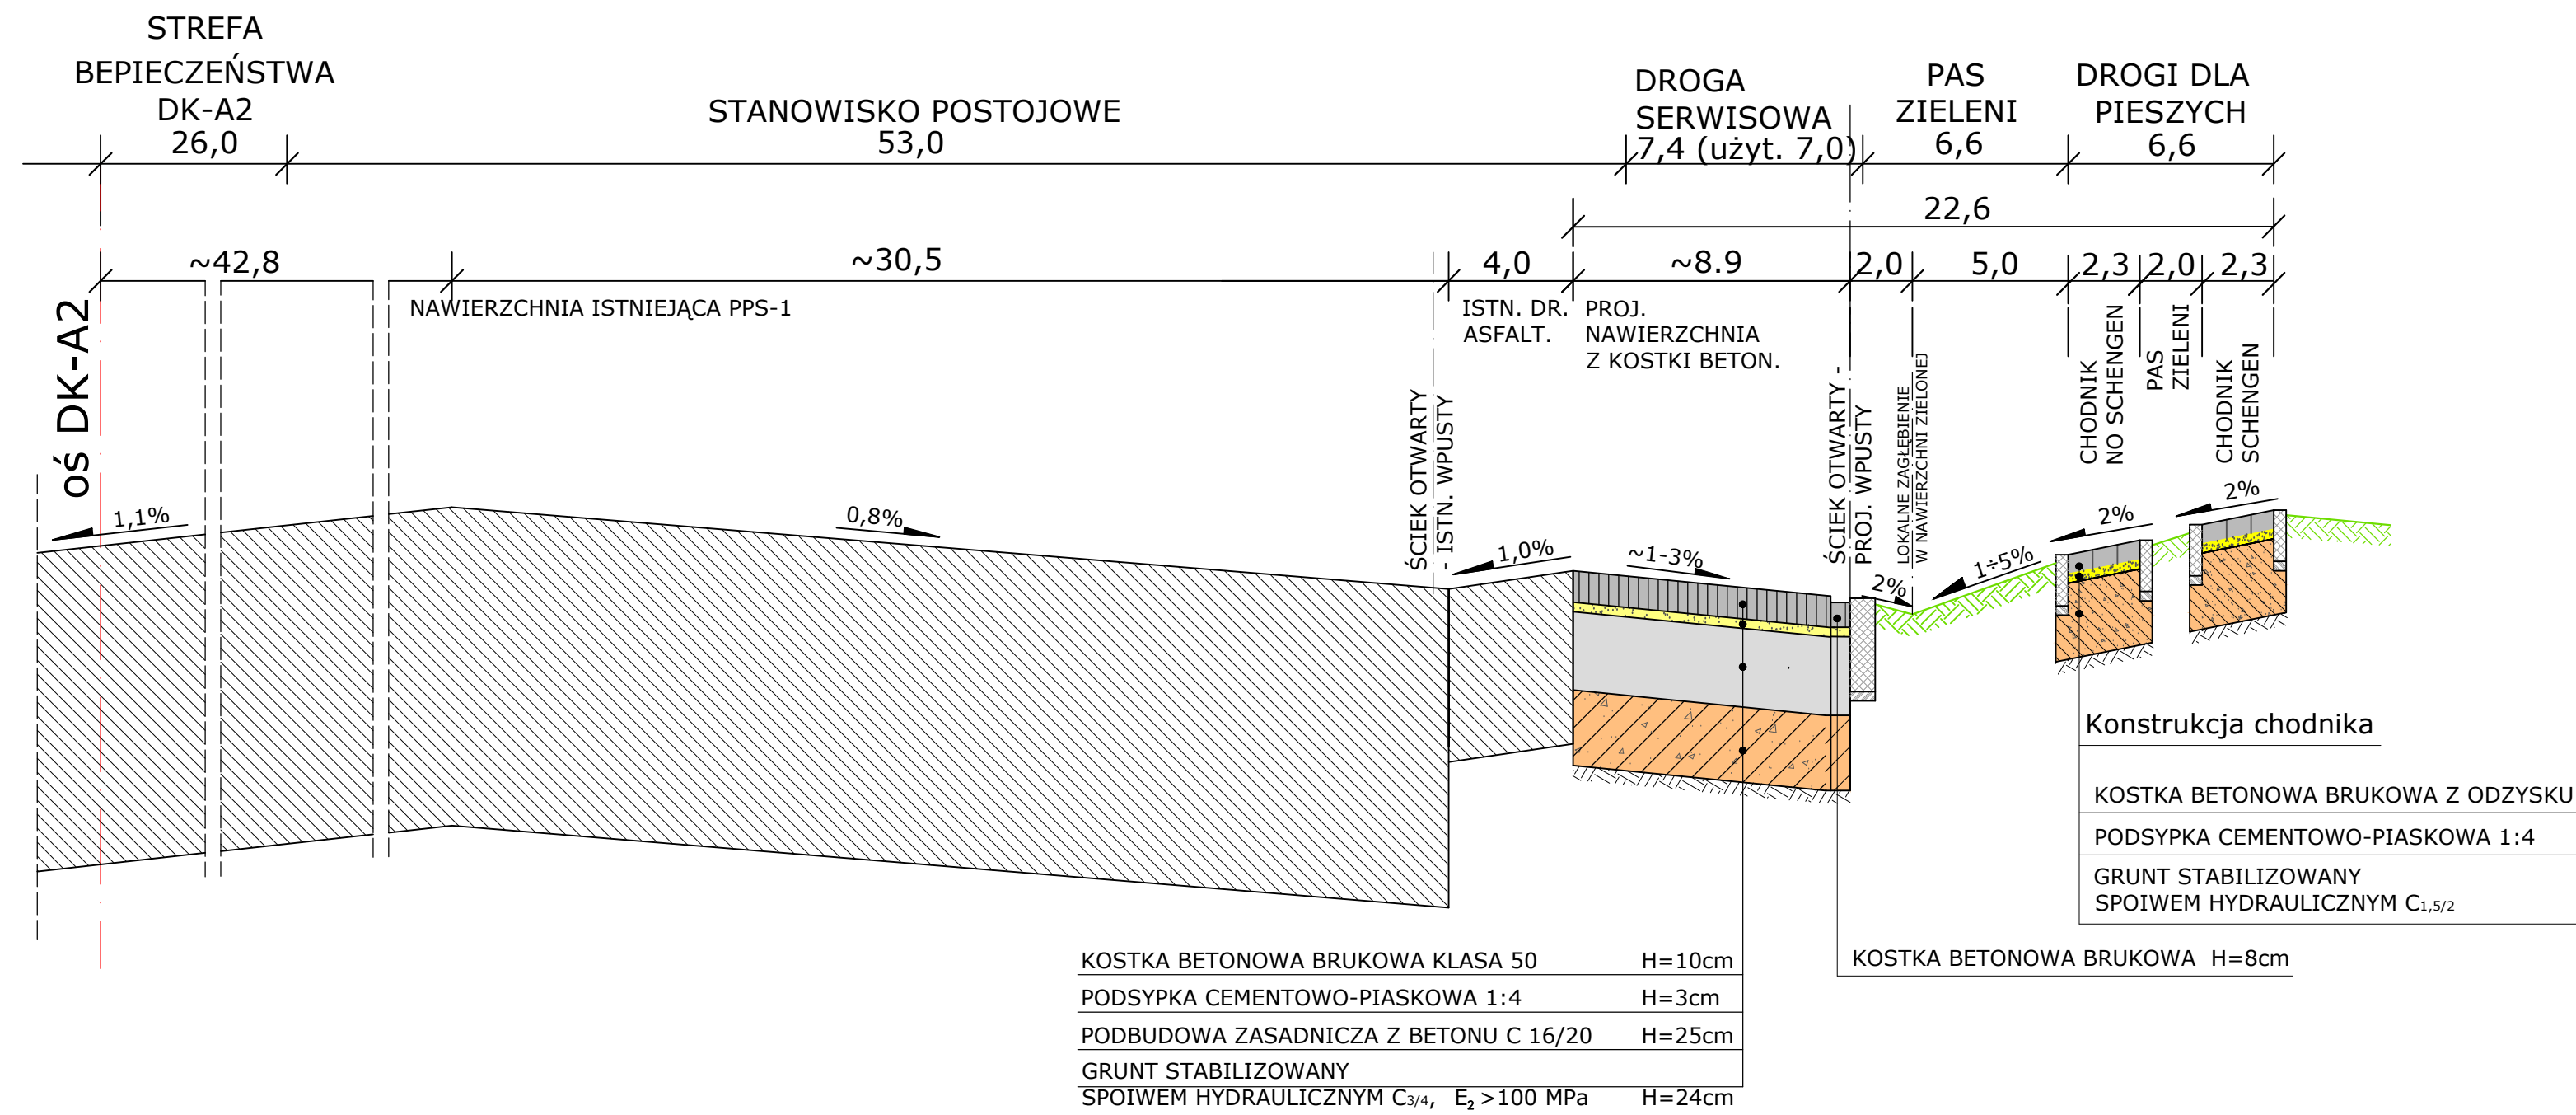 STREFA
BEPIECZEŃSTWA
DK-A2
26,0
STANOWISKO POSTOJOWE
53,0
DROGA
SERWISOWA
7,4 (użyt. 7,0)
PAS
ZIELENI
6,6
DROGI DLA
PIESZYCH
6,6
22,6
~42,8
~30,5
4,0
~8.9
2,0
5,0
2,3
2,0
2,3
oś DK-A2
NAWIERZCHNIA ISTNIEJĄCA PPS-1
ISTN. DR.
ASFALT.
PROJ.
NAWIERZCHNIA
Z KOSTKI BETON.
ŚCIEK OTWARTY
- ISTN. WPUSTY
ŚCIEK OTWARTY -
PROJ. WPUSTY
LOKALNE ZAGŁĘBIENIE
W NAWIERZCHNI ZIELONEJ
CHODNIK
NO SCHENGEN
PAS
ZIELENI
CHODNIK
SCHENGEN
1,1%
0,8%
1,0%
~1-3%
2%
1÷5%
2%
2%
Konstrukcja chodnika
KOSTKA BETONOWA BRUKOWA Z ODZYSKU
PODSYPKA CEMENTOWO-PIASKOWA 1:4
GRUNT STABILIZOWANY
SPOIWEM HYDRAULICZNYM C1,5/2
KOSTKA BETONOWA BRUKOWA KLASA 50 H=10cm
PODSYPKA CEMENTOWO-PIASKOWA 1:4 H=3cm
PODBUDOWA ZASADNICZA Z BETONU C 16/20 H=25cm
GRUNT STABILIZOWANY
SPOIWEM HYDRAULICZNYM C3/4, E2 >100 MPa H=24cm
KOSTKA BETONOWA BRUKOWA H=8cm